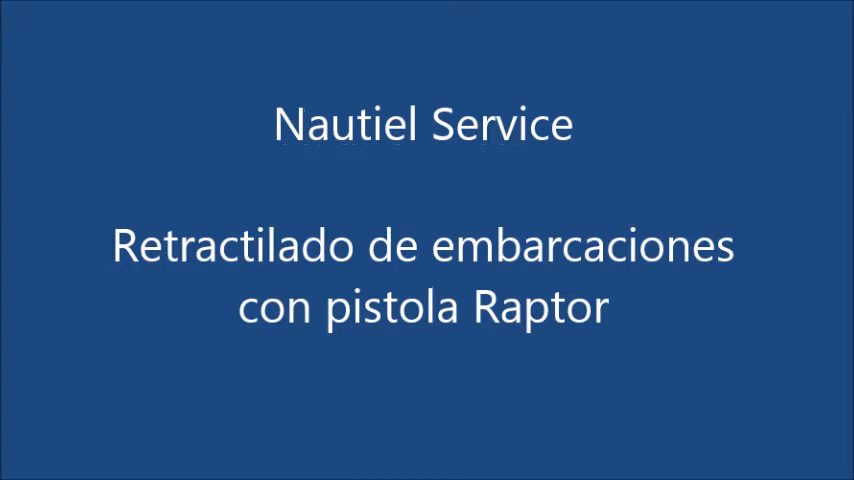 Nautiel Service
Retractilado de embarcaciones
con pistola Raptor